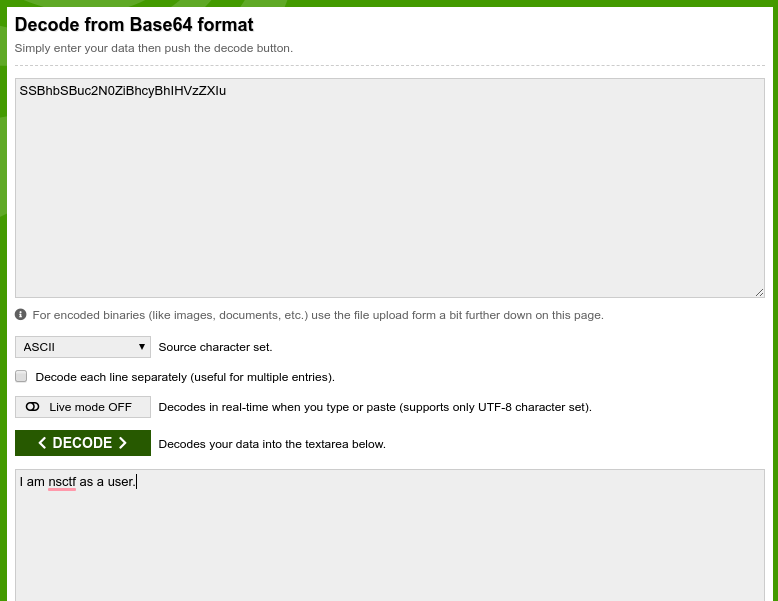 Decode from Base64 format
Simply enter your data then push the decode button.
SSBhbSBuc2N0ZiBhcyBhIHVzZXIu
For encoded binaries (like images, documents, etc.) use the file upload form a bit further down on this page.
ASCII Source character set.
Decode each line separately (useful for multiple entries).
Live mode OFF Decodes in real-time when you type or paste (supports only UTF-8 character set).
< DECODE > Decodes your data into the textarea below.
I am nsctf as a user.